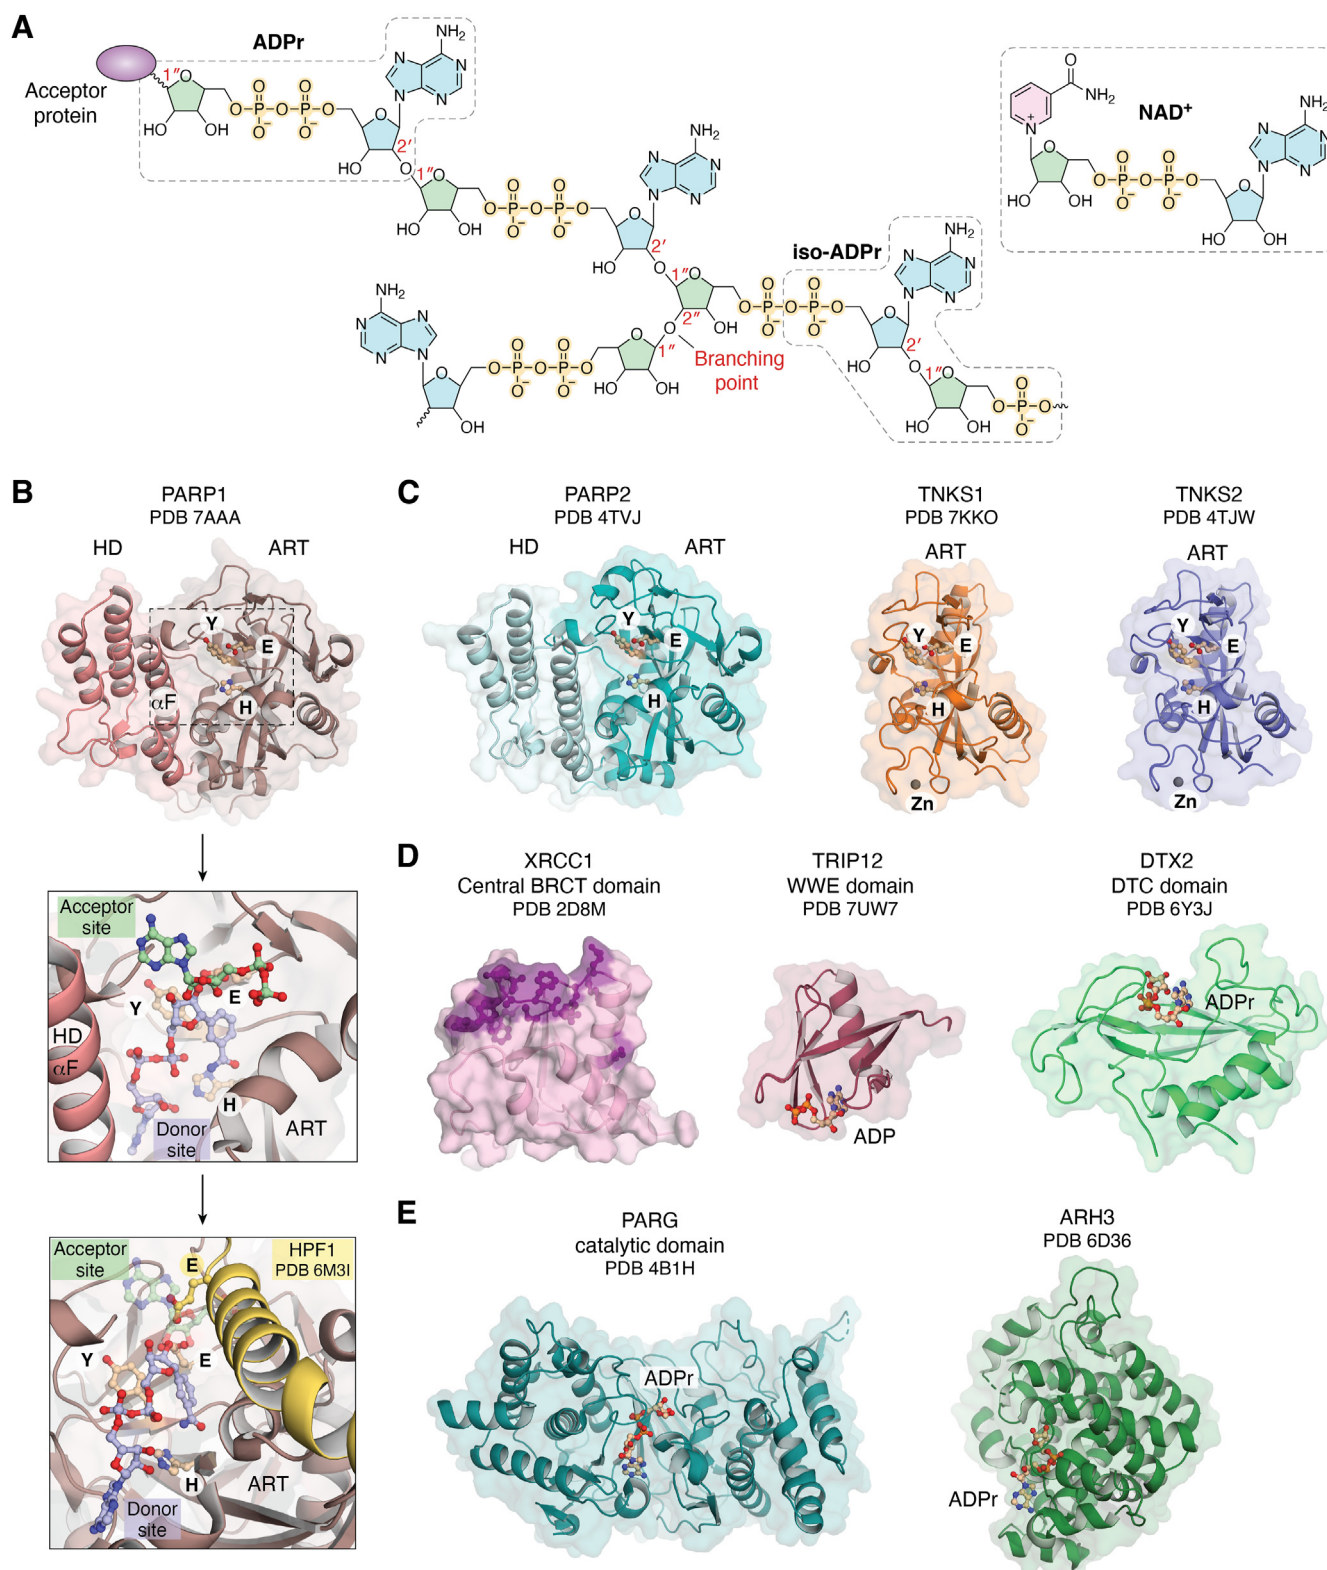 A
ADPr
Acceptor
protein
1″
O
O
P
O
O⁻
O
P
O
O⁻
O
HO
OH
NH₂
N
N
N
N
O
2′
HO
O
1″
O
HO
OH
O
P
O
O⁻
O
P
O
O⁻
O
NH₂
N
N
N
N
O
2′
HO
O
1″
O
2″
OH
O
Branching
point
O
P
O
O⁻
iso-ADPr
O
P
O
O⁻
O
NH₂
N
N
N
N
O
2′
HO
O
1″
O
HO
OH
O
O
P
O
O⁻
NH₂
N
N
N
N
O
OH
O
O
P
O
O⁻
O
P
O
O⁻
O
1″
HO
OH
NAD⁺
O
NH₂
N
+
O
HO
OH
O
O
P
O
O⁻
O
P
O
O⁻
NH₂
N
N
N
N
O
HO
OH
B
PARP1
PDB 7AAA
HD
ART
Y
E
αF
H
Acceptor
site
Y
E
HD
αF
H
Donor
site
ART
Acceptor
site
E
HPF1
PDB 6M3I
Y
E
H
ART
Donor
site
C
PARP2
PDB 4TVJ
HD
ART
Y
E
H
TNKS1
PDB 7KKO
ART
Y
E
H
Zn
TNKS2
PDB 4TJW
ART
Y
E
H
Zn
D
XRCC1
Central BRCT domain
PDB 2D8M
TRIP12
WWE domain
PDB 7UW7
ADP
DTX2
DTC domain
PDB 6Y3J
ADPr
E
PARG
catalytic domain
PDB 4B1H
ADPr
ARH3
PDB 6D36
ADPr